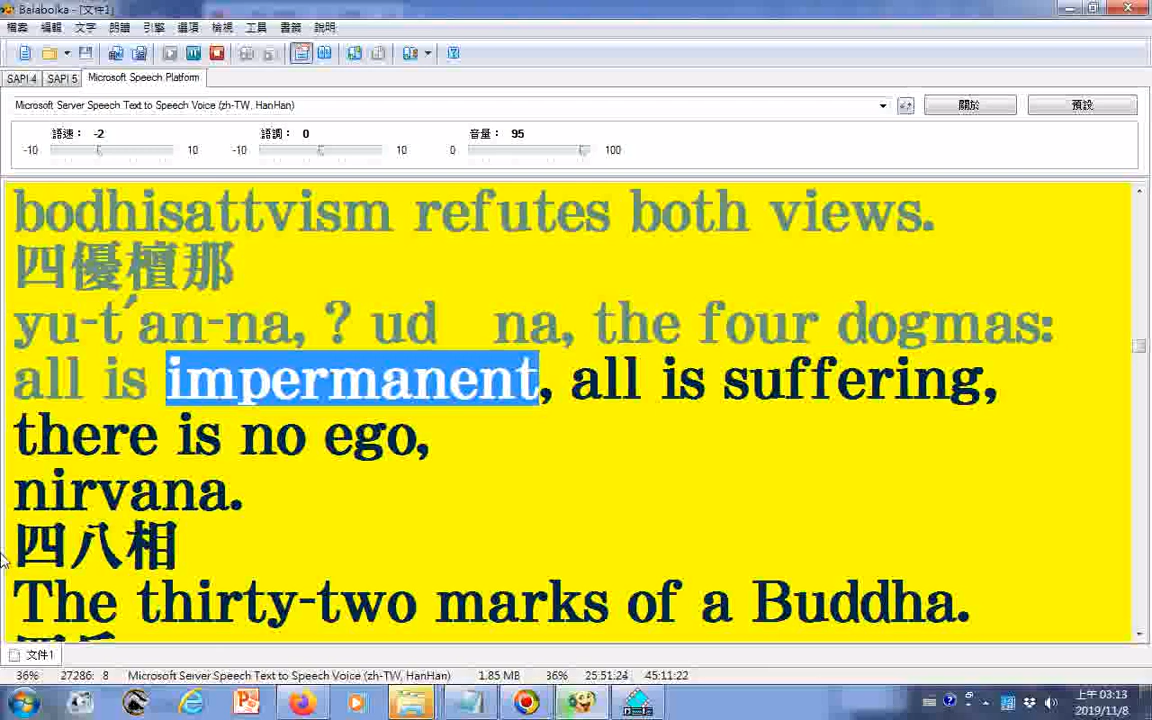 Balabolka - [文件1]
檔案 編輯 文字 朗讀 引擎 選項 檢視 工具 書籤 說明
SAPI 4 SAPI 5 Microsoft Speech Platform
Microsoft Server Speech Text to Speech Voice (zh-TW, HanHan) 關於 預設
語速： -2 語調： 0 音量： 95
-10 10 -10 10 0 100
bodhisattvism refutes both views.
四優檀那
yu-t´an-na, ? ud na, the four dogmas:
all is impermanent, all is suffering,
there is no ego,
nirvana.
四八相
The thirty-two marks of a Buddha.
文件1
36% 27286: 8 Microsoft Server Speech Text to Speech Voice (zh-TW, HanHan) 1.85 MB 36% 25:51:24 45:11:22
上午 03:13
2019/11/8